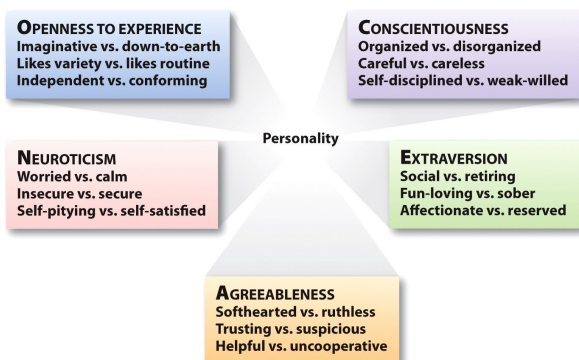 OPENNESS TO EXPERIENCE
Imaginative vs. down-to-earth
Likes variety vs. likes routine
Independent vs. conforming
CONSCIENTIOUSNESS
Organized vs. disorganized
Careful vs. careless
Self-disciplined vs. weak-willed
Personality
NEUROTICISM
Worried vs. calm
Insecure vs. secure
Self-pitying vs. self-satisfied
EXTRAVERSION
Social vs. retiring
Fun-loving vs. sober
Affectionate vs. reserved
AGREEABLENESS
Softhearted vs. ruthless
Trusting vs. suspicious
Helpful vs. uncooperative